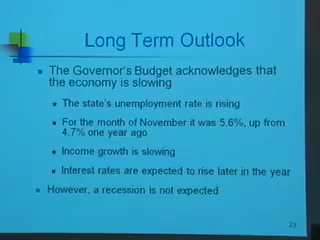 Long Term Outlook
The Governor's Budget acknowledges that
the economy is slowing
The state's unemployment rate is rising
For the month of November it was 5.6%, up from
4.7% one year ago
Income growth is slowing
Interest rates are expected to rise later in the year
However, a recession is not expected
23